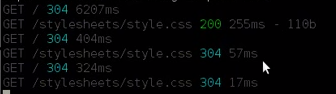 GET / 304 6207ms
GET /stylesheets/style.css 200 255ms - 110b
GET / 304 404ms
GET /stylesheets/style.css 304 57ms
GET / 304 324ms
GET /stylesheets/style.css 304 17ms